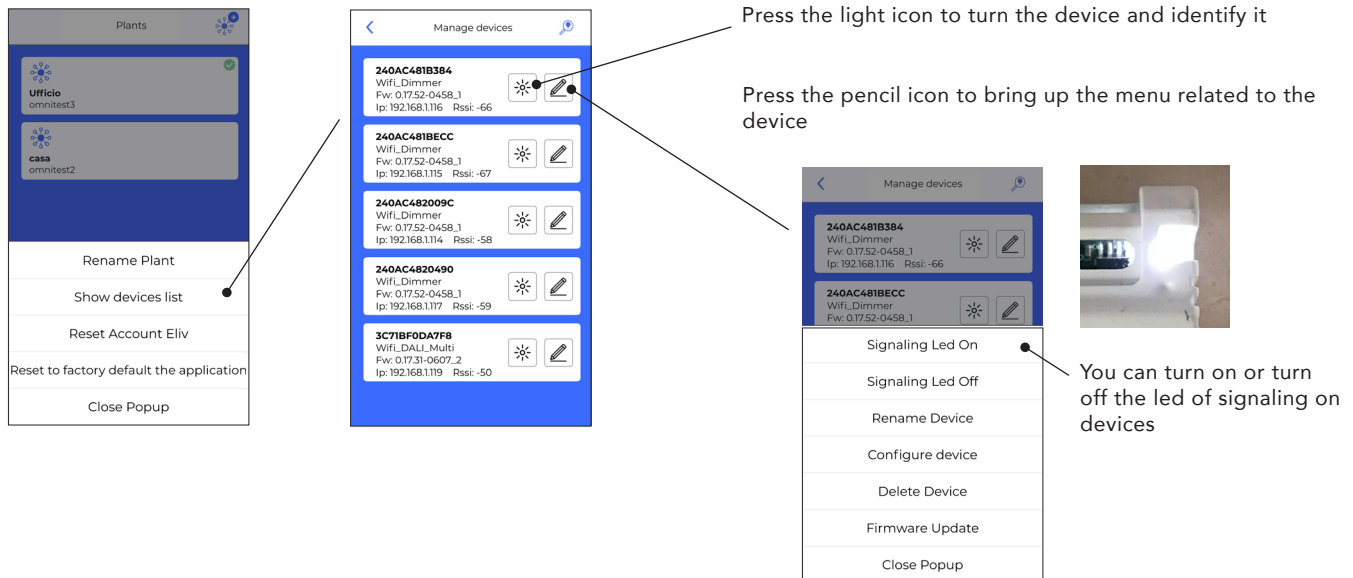 Plants
Ufficio
omnitest3
casa
omnitest2
Rename Plant
Show devices list
Reset Account Eliv
Reset to factory default the application
Close Popup
Manage devices
240AC481B384
Wifi_Dimmer
Fw: 0.17.52-0458_1
Ip: 192.168.1.116 Rssi: -66
240AC481BECC
Wifi_Dimmer
Fw: 0.17.52-0458_1
Ip: 192.168.1.115 Rssi: -67
240AC482009C
Wifi_Dimmer
Fw: 0.17.52-0458_1
Ip: 192.168.1.114 Rssi: -58
240AC4820490
Wifi_Dimmer
Fw: 0.17.52-0458_1
Ip: 192.168.1.117 Rssi: -59
3C71BF0DA7F8
Wifi_DALI_Multi
Fw: 0.17.31-0607_2
Ip: 192.168.1.119 Rssi: -50
Press the light icon to turn the device and identify it
Press the pencil icon to bring up the menu related to the
device
Manage devices
240AC481B384
Wifi_Dimmer
Fw: 0.17.52-0458_1
Ip: 192.168.1.116 Rssi: -66
240AC481BECC
Wifi_Dimmer
Fw: 0.17.52-0458_1
Signaling Led On
Signaling Led Off
Rename Device
Configure device
Delete Device
Firmware Update
Close Popup
You can turn on or turn
off the led of signaling on
devices